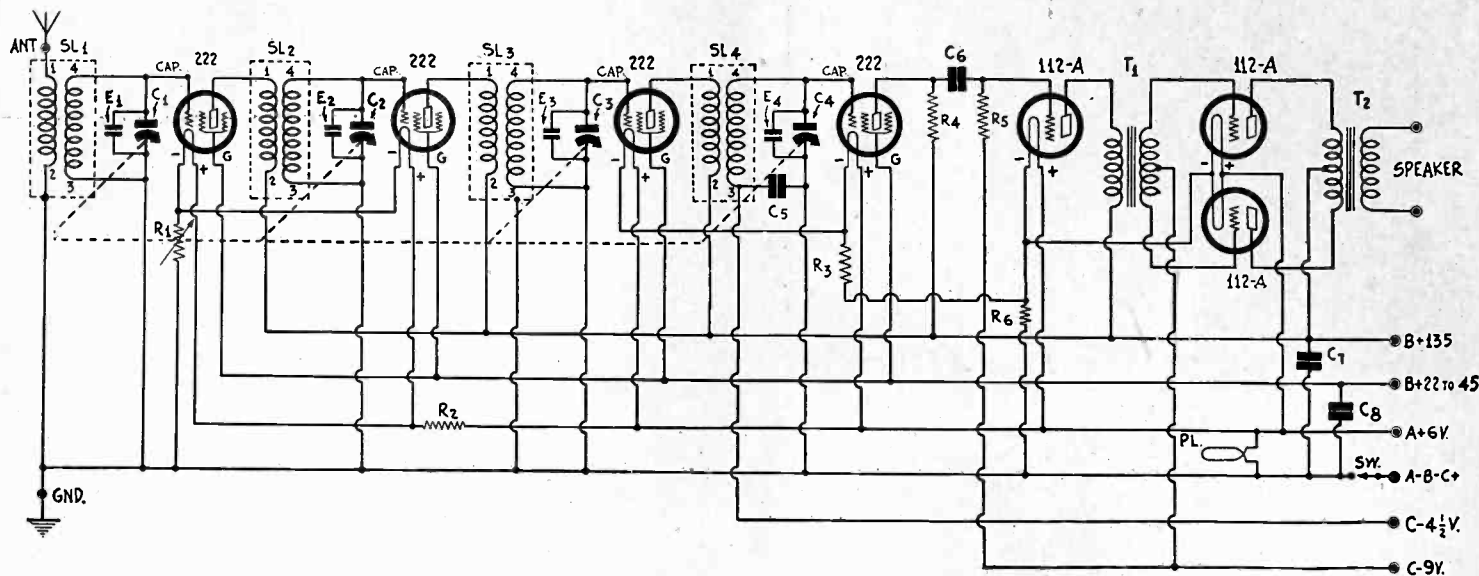 ANT
SL1
1 4
2 3
E1
C1
CAP.
222
- + G
R1
SL2
1 4
2 3
E2
C2
CAP.
222
- + G
SL3
1 4
2 3
E3
C3
CAP.
222
- + G
SL4
1 4
2 3
E4
C4
C5
CAP.
222
- + G
R2
R3
R4
C6
R5
R6
112-A
- +
T1
112-A
- +
112-A
T2
SPEAKER
C7
C8
PL.
SW.
GND.
B+135
B+22 TO 45
A+6V.
A-B-C+
C-4½V.
C-9V.